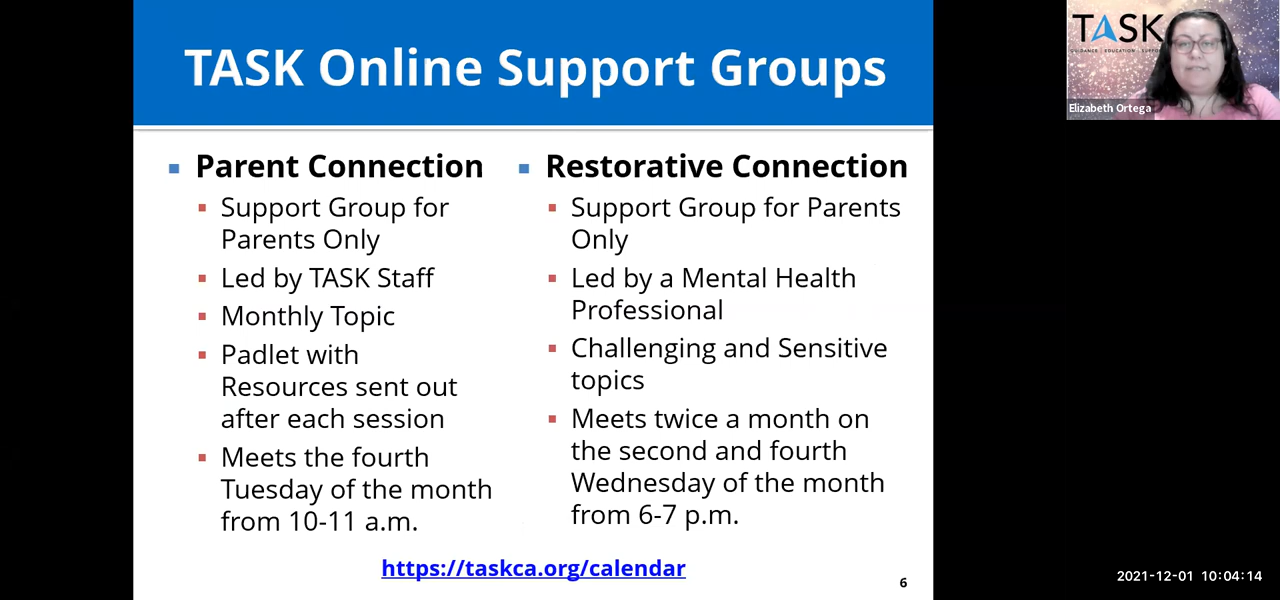 TASK Online Support Groups
Parent Connection
Support Group for
Parents Only
Led by TASK Staff
Monthly Topic
Padlet with
Resources sent out
after each session
Meets the fourth
Tuesday of the month
from 10-11 a.m.
Restorative Connection
Support Group for Parents
Only
Led by a Mental Health
Professional
Challenging and Sensitive
topics
Meets twice a month on
the second and fourth
Wednesday of the month
from 6-7 p.m.
https://taskca.org/calendar
6
TASK
Elizabeth Ortega
2021-12-01 10:04:14